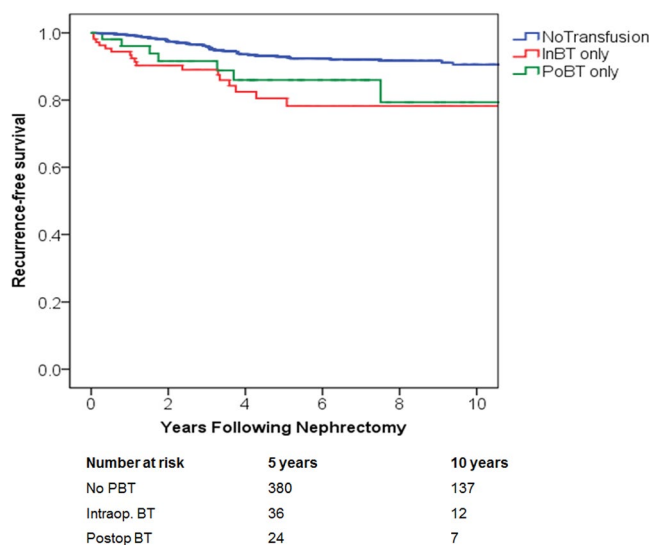 NoTransfusion
InBT only
PoBT only
1.0
0.8
0.6
0.4
0.2
0.0
Recurrence-free survival
0 2 4 6 8 10
Years Following Nephrectomy
Number at risk 5 years 10 years
No PBT 380 137
Intraop. BT 36 12
Postop BT 24 7